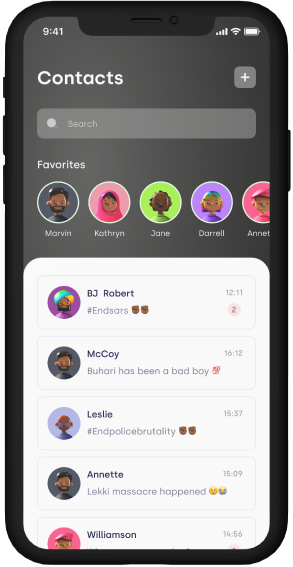 9:41
Contacts
+
Search
Favorites
Marvin Kathryn Jane Darrell Annet
BJ Robert 12:11
#Endsars ✊🏾✊🏾 2
McCoy 16:12
Buhari has been a bad boy 💯
Leslie 15:37
#Endpolicebrutality ✊🏾✊🏾
Annette 15:09
Lekki massacre happened 😢😭
Williamson 14:56